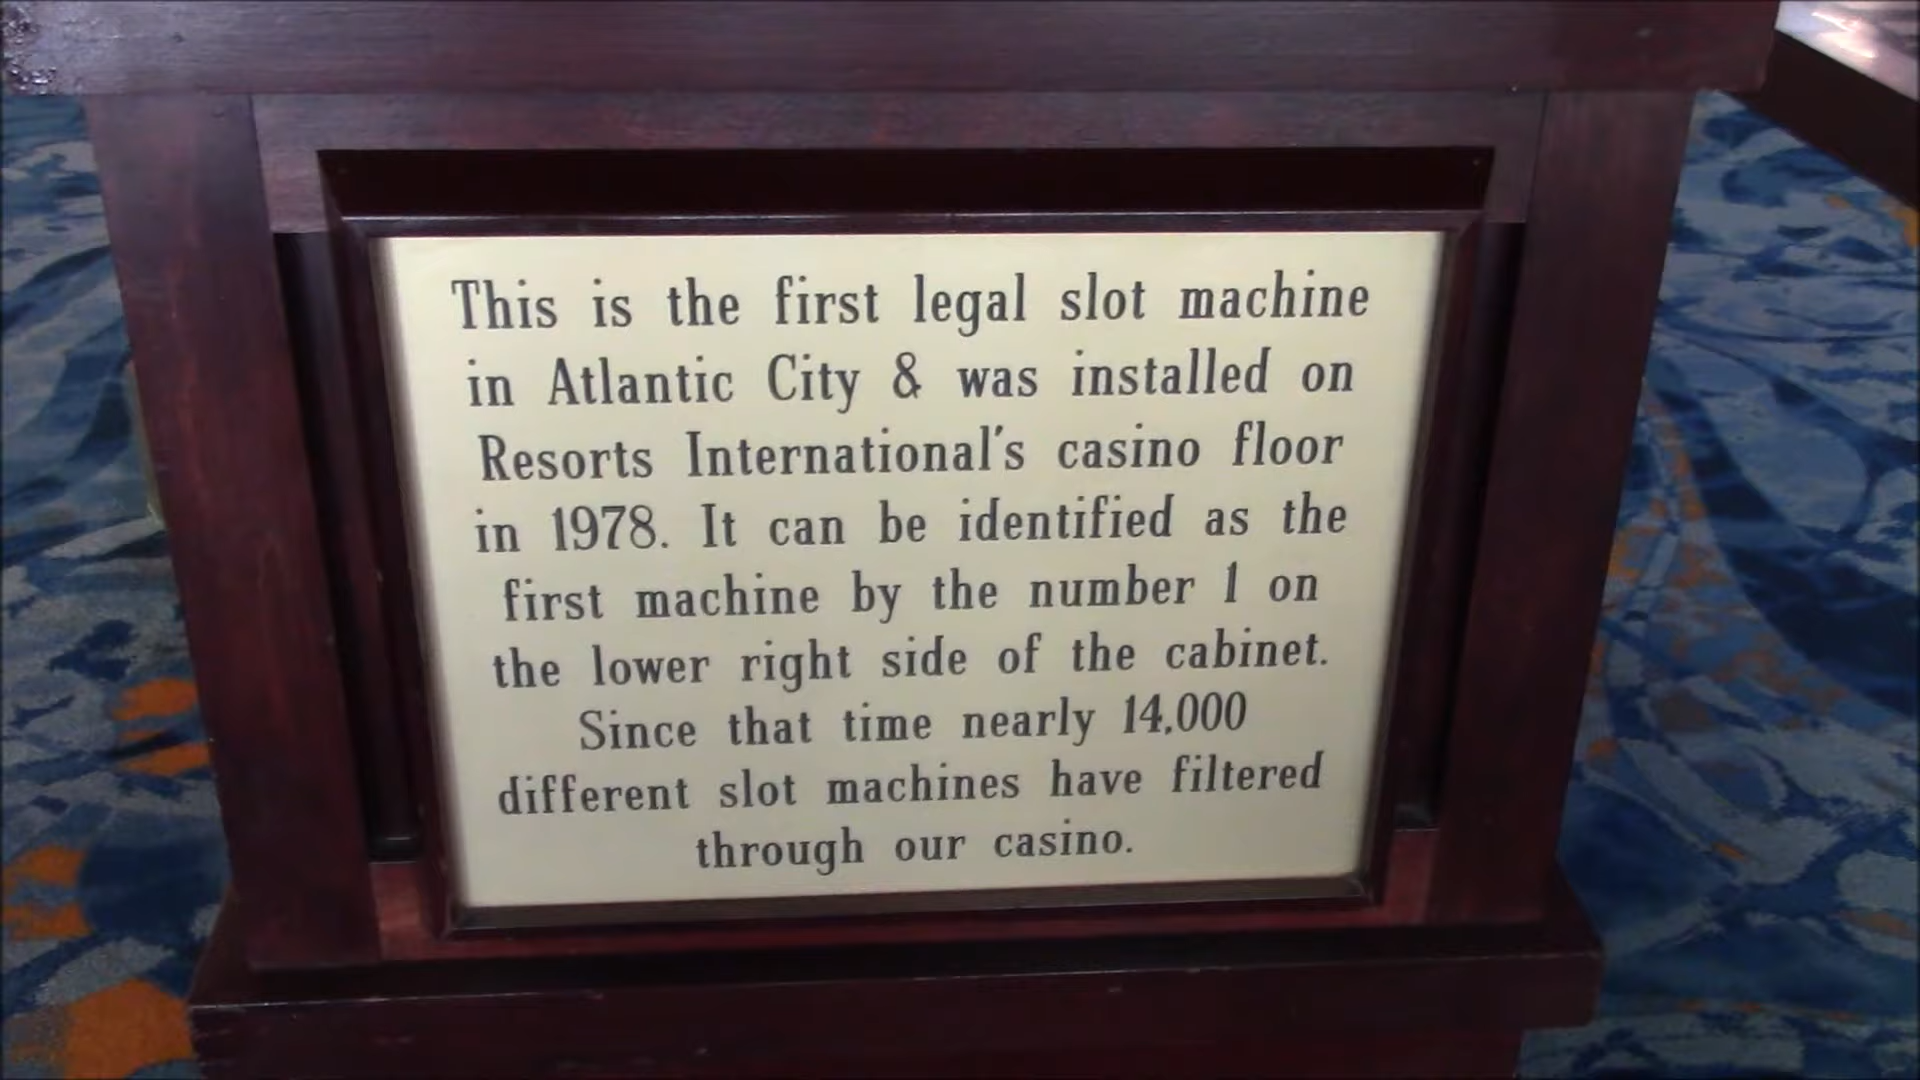 This is the first legal slot machine
in Atlantic City & was installed on
Resorts International's casino floor
in 1978. It can be identified as the
first machine by the number 1 on
the lower right side of the cabinet.
Since that time nearly 14,000
different slot machines have filtered
through our casino.